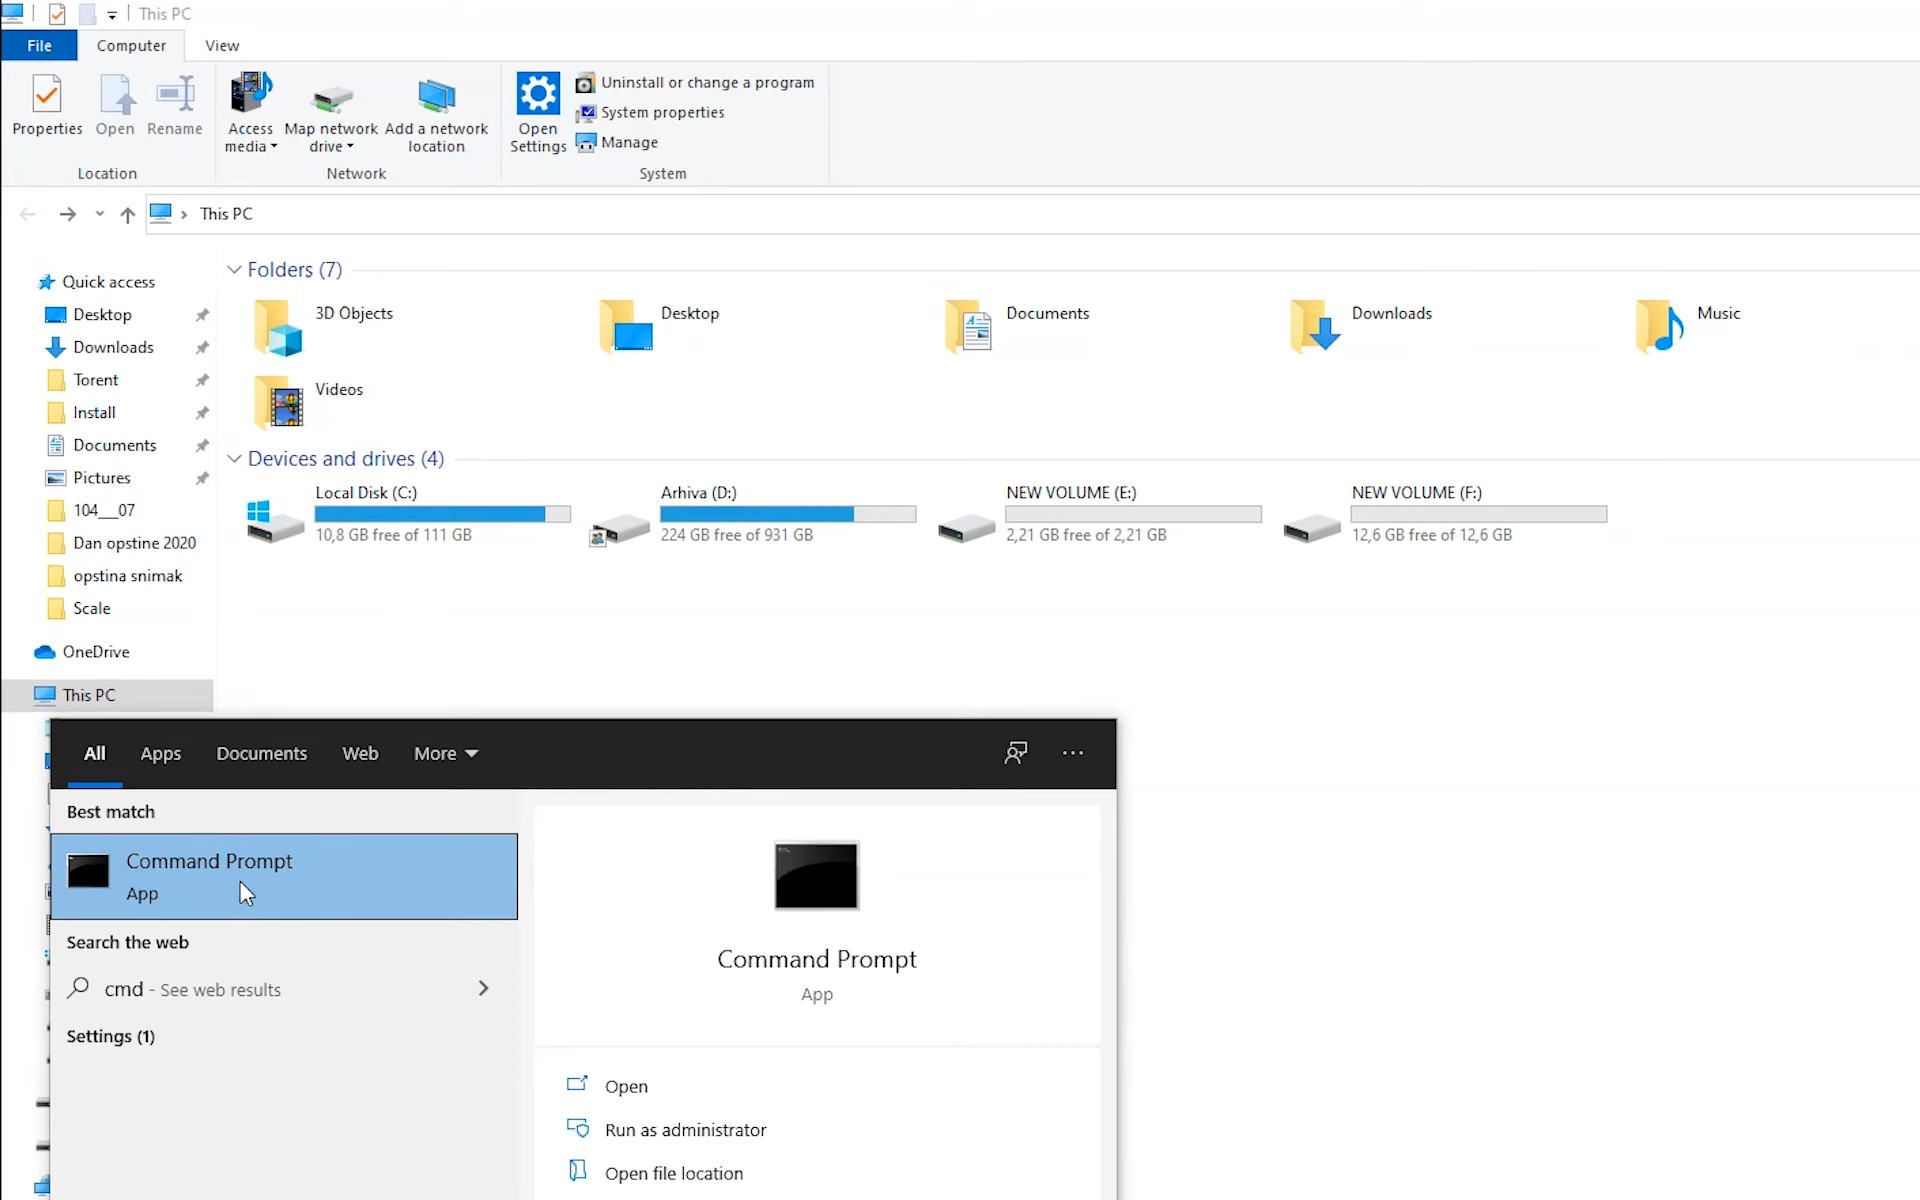 This PC
File
Computer
View
Properties
Open
Rename
Access media
Map network drive
Add a network location
Open Settings
Uninstall or change a program
System properties
Manage
Location
Network
System
This PC
Quick access
Desktop
Downloads
Torent
Install
Documents
Pictures
104___07
Dan opstine 2020
opstina snimak
Scale
OneDrive
This PC
Folders (7)
3D Objects
Desktop
Documents
Downloads
Music
Videos
Devices and drives (4)
Local Disk (C:)
10,8 GB free of 111 GB
Arhiva (D:)
224 GB free of 931 GB
NEW VOLUME (E:)
2,21 GB free of 2,21 GB
NEW VOLUME (F:)
12,6 GB free of 12,6 GB
All
Apps
Documents
Web
More
Best match
Command Prompt
App
Search the web
cmd - See web results
Settings (1)
Command Prompt
App
Open
Run as administrator
Open file location